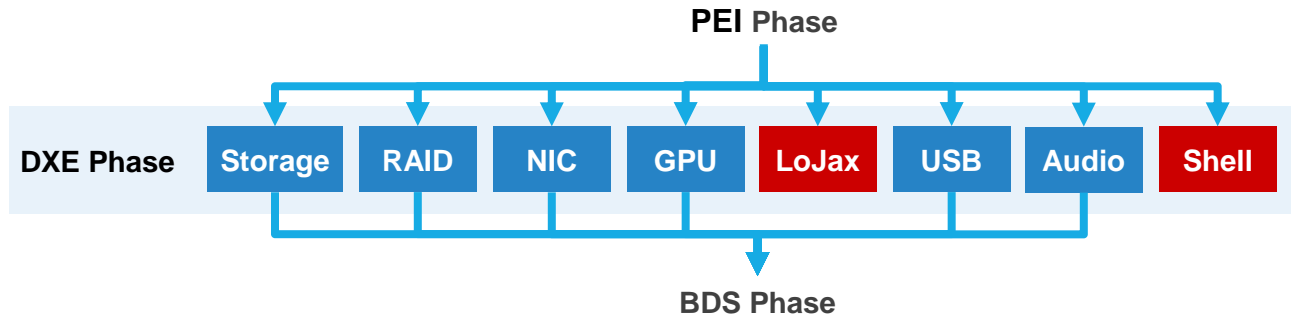 PEI Phase
DXE Phase Storage RAID NIC GPU LoJax USB Audio Shell
BDS Phase